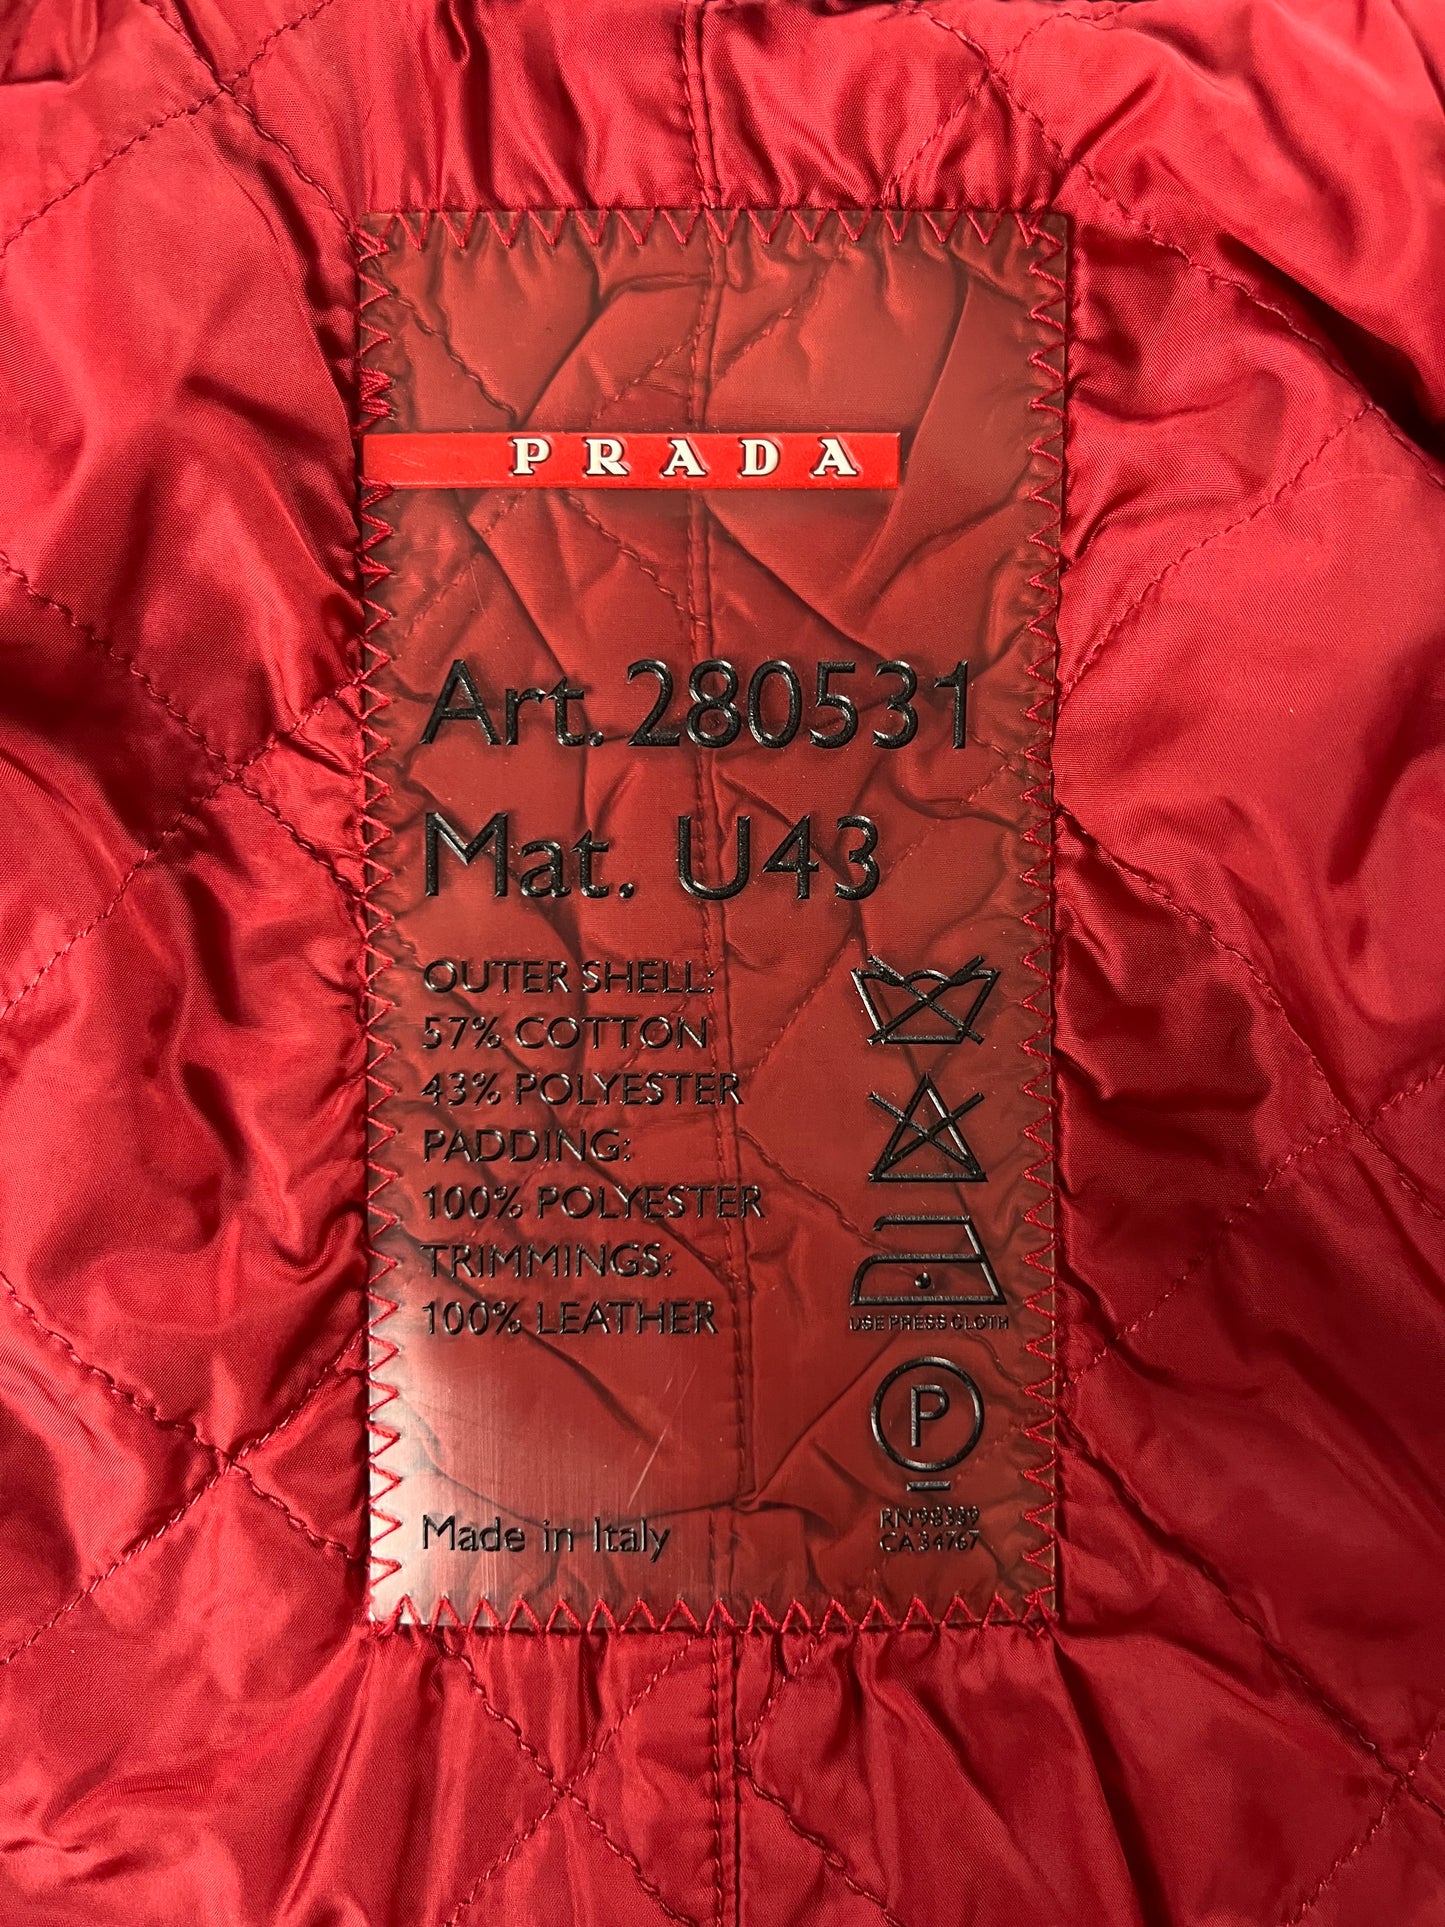 PRADA
Art. 280531
Mat. U43
OUTER SHELL:
57% COTTON
43% POLYESTER
PADDING:
100% POLYESTER
TRIMMINGS:
100% LEATHER
USE PRESS CLOTH
P
Made in Italy
RN 98339
CA 34767